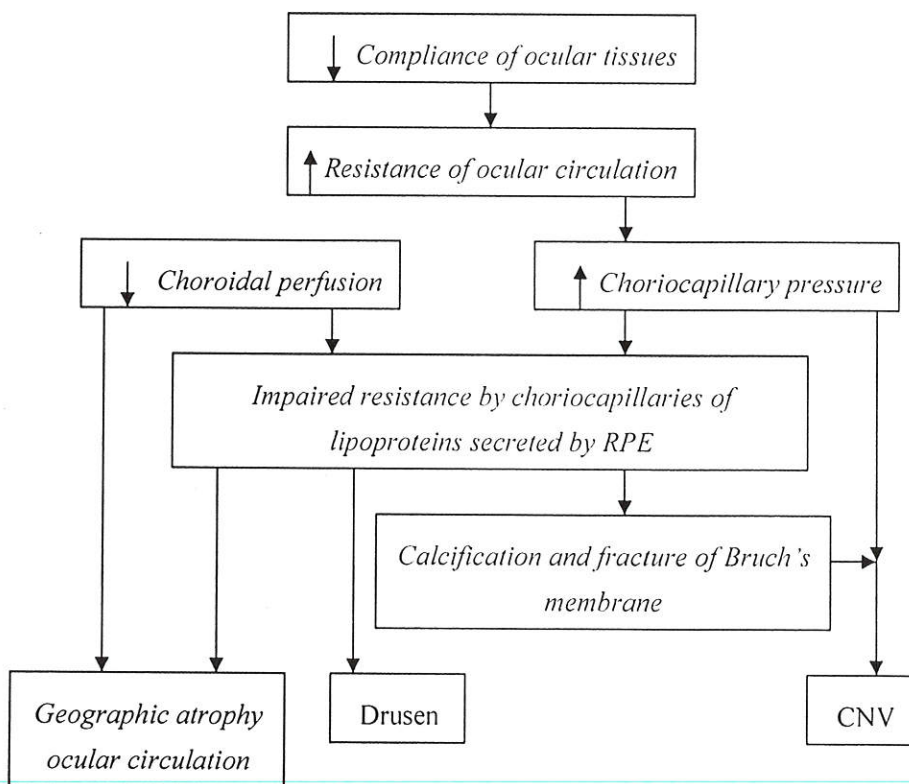 Compliance of ocular tissues
Resistance of ocular circulation
Choroidal perfusion
Choriocapillary pressure
Impaired resistance by choriocapillaries of
lipoproteins secreted by RPE
Calcification and fracture of Bruch's
membrane
Geographic atrophy
ocular circulation
Drusen
CNV